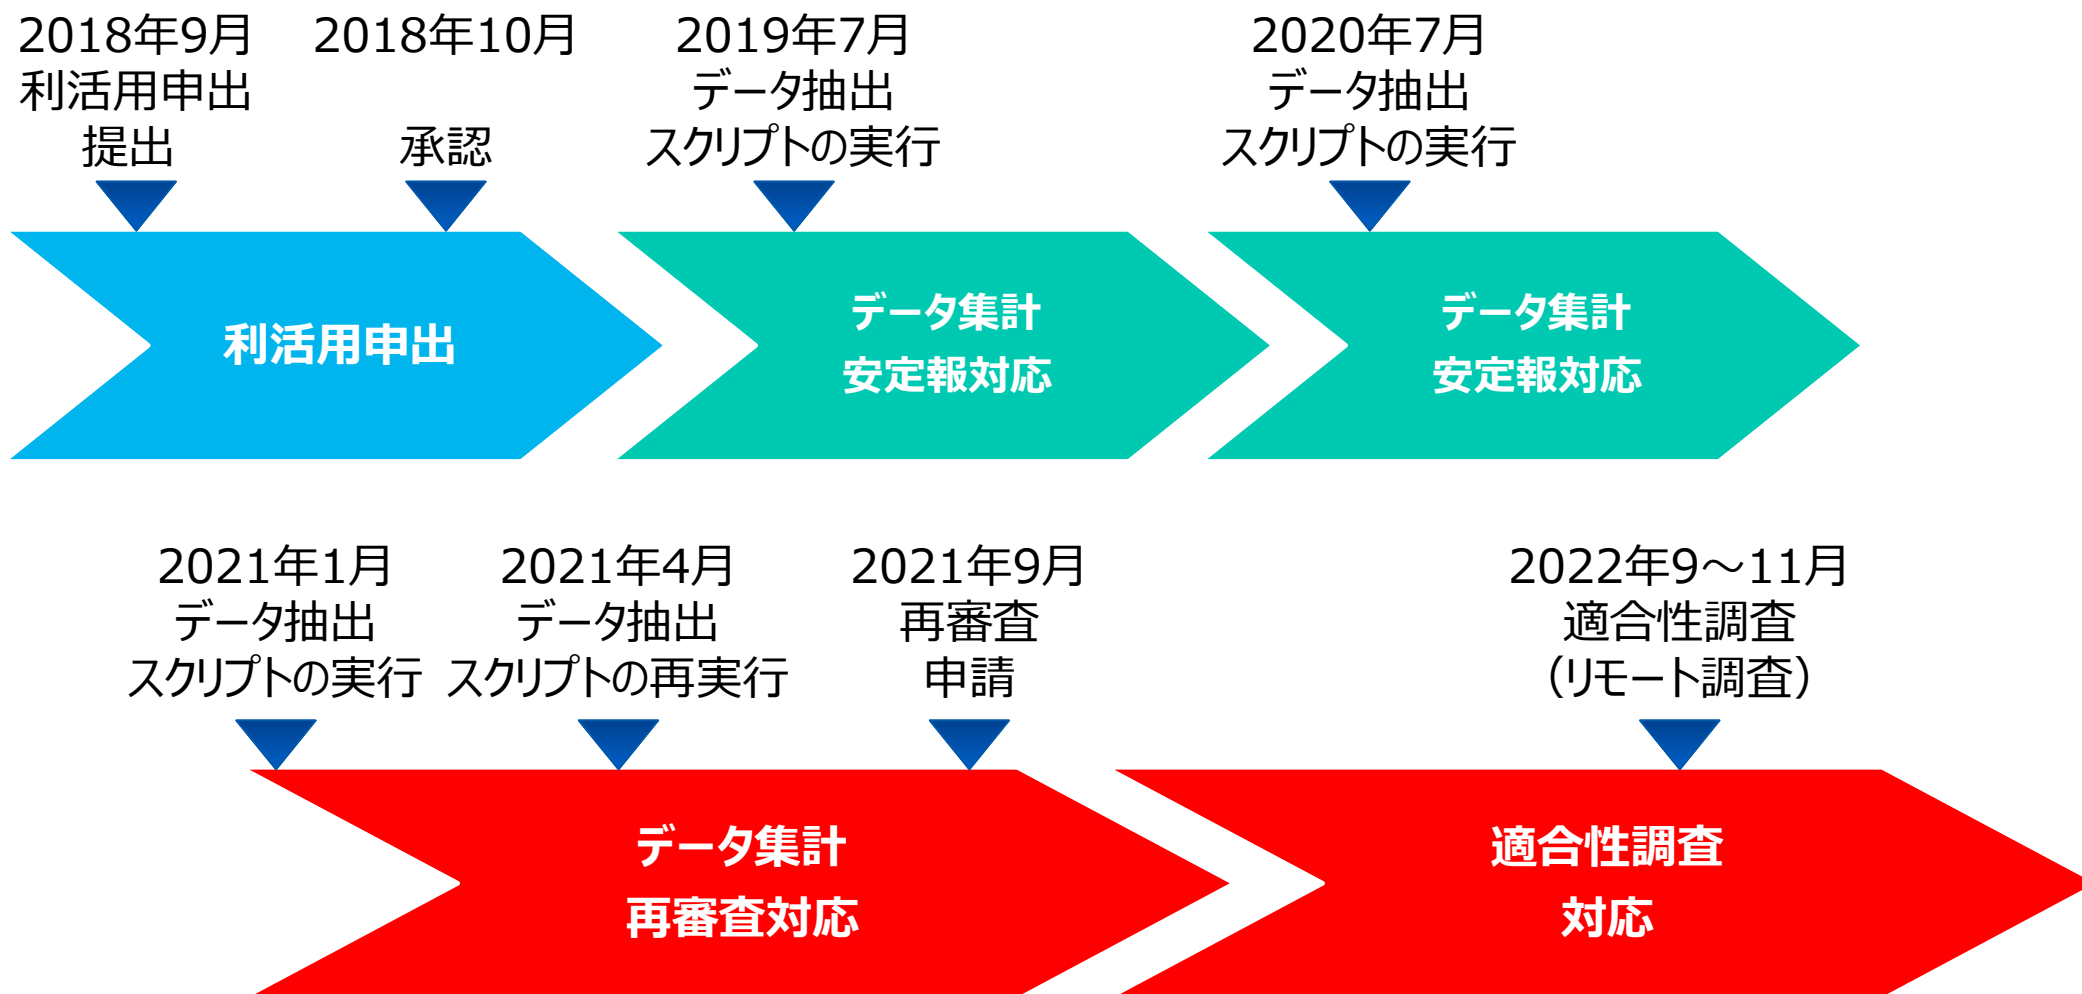 2018年9月
利活用申出
提出
2018年10月
承認
2019年7月
データ抽出
スクリプトの実行
2020年7月
データ抽出
スクリプトの実行
利活用申出
データ集計
安定報対応
データ集計
安定報対応
2021年1月
データ抽出
スクリプトの実行
2021年4月
データ抽出
スクリプトの再実行
2021年9月
再審査
申請
2022年9～11月
適合性調査
（リモート調査）
データ集計
再審査対応
適合性調査
対応